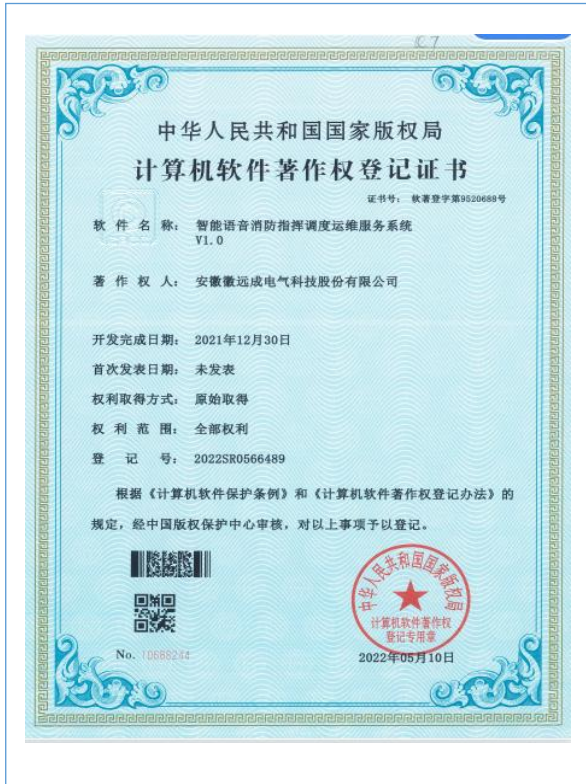 中华人民共和国国家版权局
计算机软件著作权登记证书
证书号： 软著登字第9520688号
软件名称： 智能语音消防指挥调度运维服务系统
V1.0
著作权人： 安徽徽远成电气科技股份有限公司
开发完成日期： 2021年12月30日
首次发表日期： 未发表
权利取得方式： 原始取得
权利范围： 全部权利
登记号： 2022SR0566489
根据《计算机软件保护条例》和《计算机软件著作权登记办法》的
规定，经中国版权保护中心审核，对以上事项予以登记。
中华人民共和国国家版权局
计算机软件著作权
登记专用章
No. 10688244
2022年05月10日